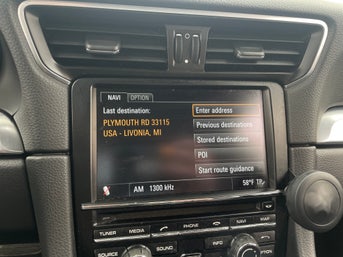 NAVI OPTION
Last destination:
PLYMOUTH RD 33115
USA - LIVONIA, MI
Enter address
Previous destinations
Stored destinations
POI
Start route guidance
AM 1300 kHz
58°F
TUNER MEDIA PHONE NAVI MAP
SOURCE SOUND INFO CAR